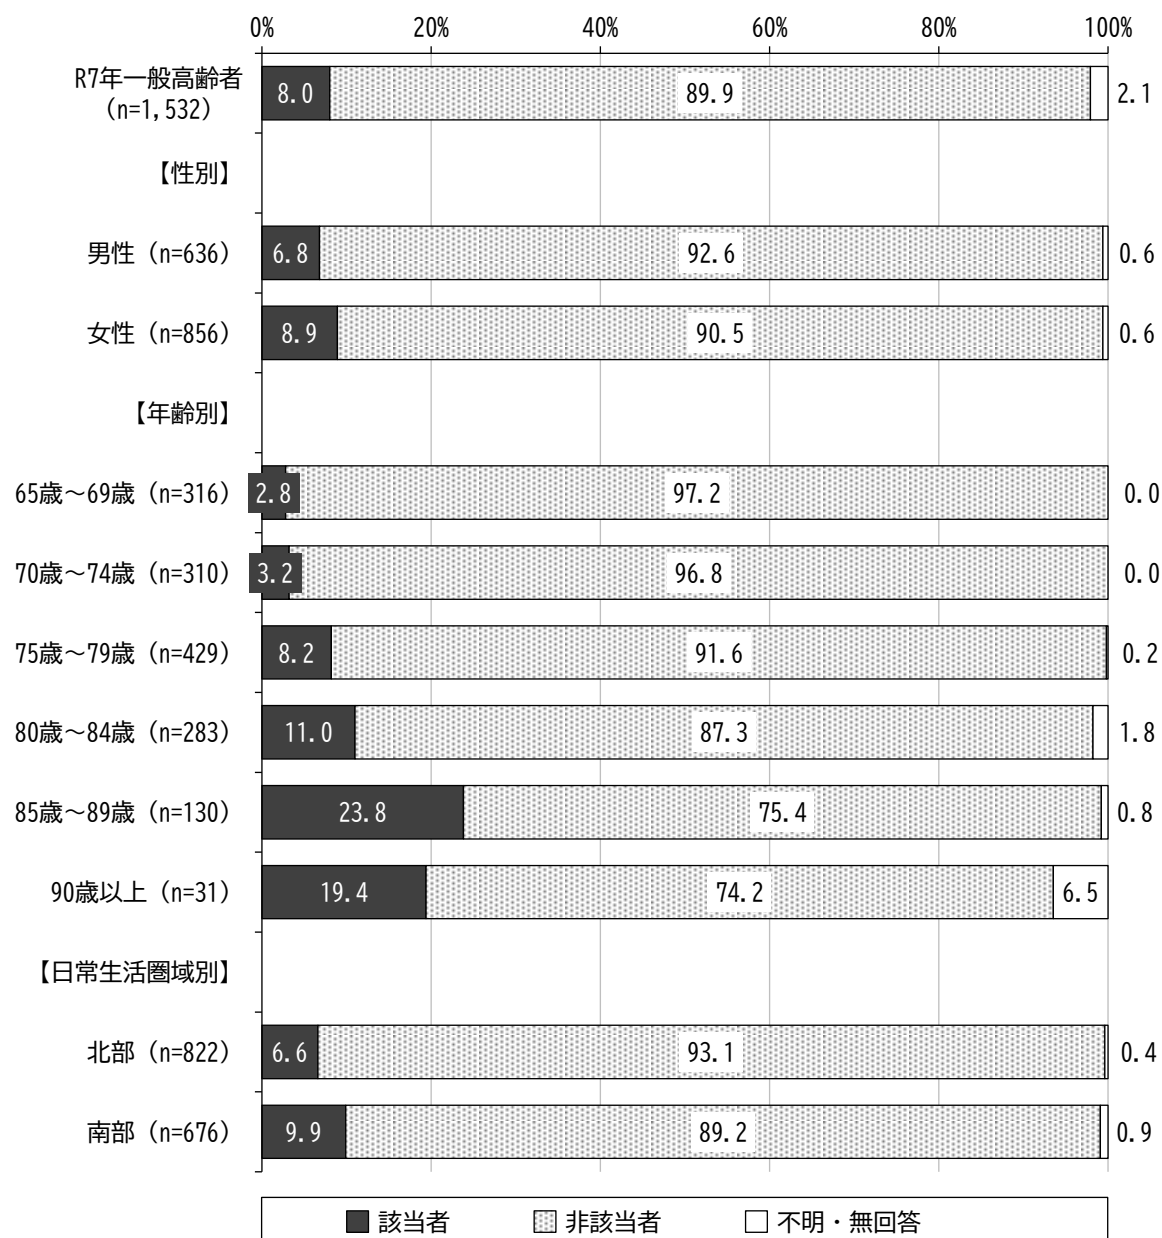 0% 20% 40% 60% 80% 100%
R7年一般高齢者
（n=1,532） 8.0 89.9 2.1
【性別】
男性（n=636） 6.8 92.6 0.6
女性（n=856） 8.9 90.5 0.6
【年齢別】
65歳～69歳（n=316） 2.8 97.2 0.0
70歳～74歳（n=310） 3.2 96.8 0.0
75歳～79歳（n=429） 8.2 91.6 0.2
80歳～84歳（n=283） 11.0 87.3 1.8
85歳～89歳（n=130） 23.8 75.4 0.8
90歳以上（n=31） 19.4 74.2 6.5
【日常生活圏域別】
北部（n=822） 6.6 93.1 0.4
南部（n=676） 9.9 89.2 0.9
該当者 非該当者 不明・無回答